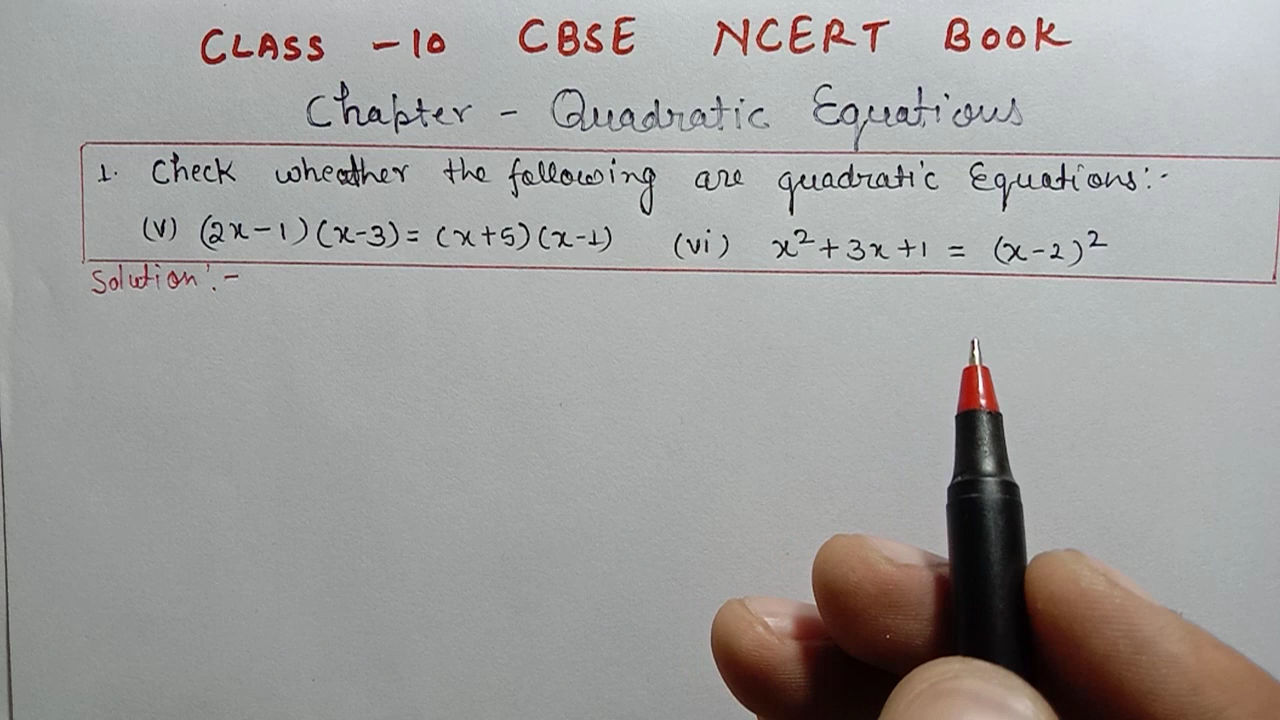 CLASS -10 CBSE NCERT BOOK
Chapter - Quadratic Equations
1. Check wheather the following are quadratic Equations:-
(v) (2x-1)(x-3)=(x+5)(x-1) (vi) x²+3x+1 = (x-2)²
Solution:-